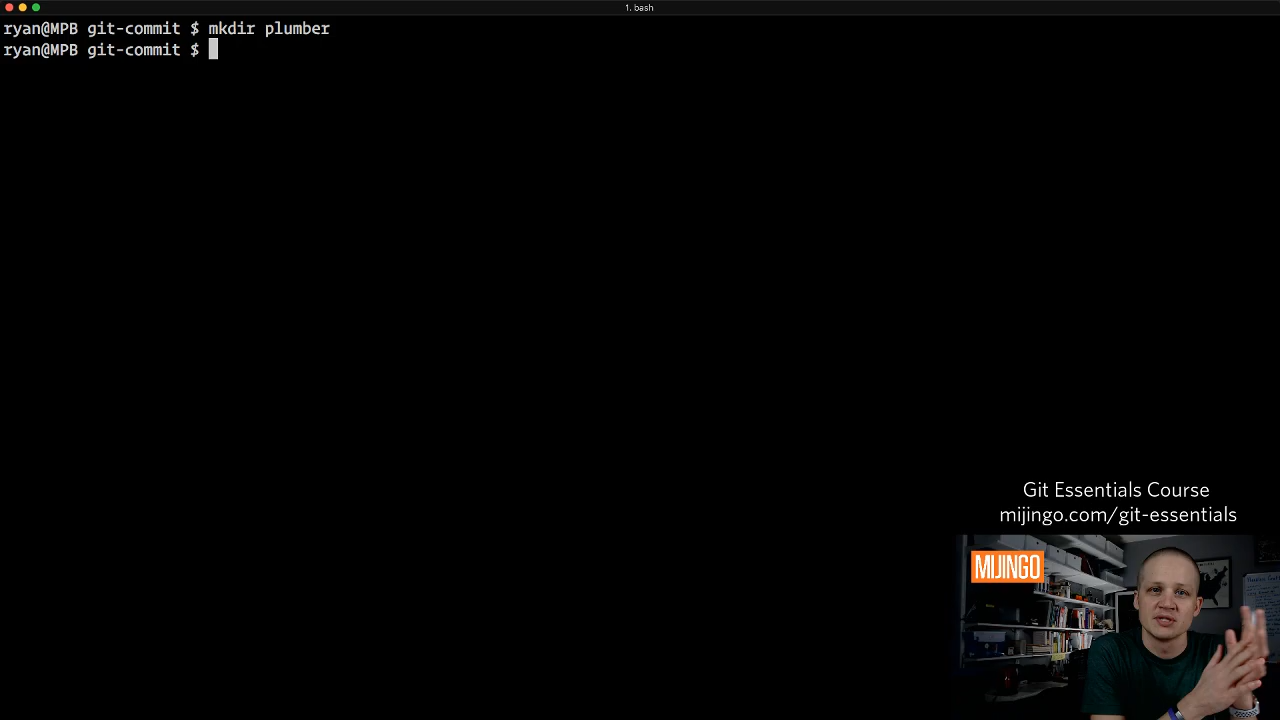 1. bash
ryan@MPB git-commit $ mkdir plumber
ryan@MPB git-commit $
Git Essentials Course
mijingo.com/git-essentials
MIJINGO